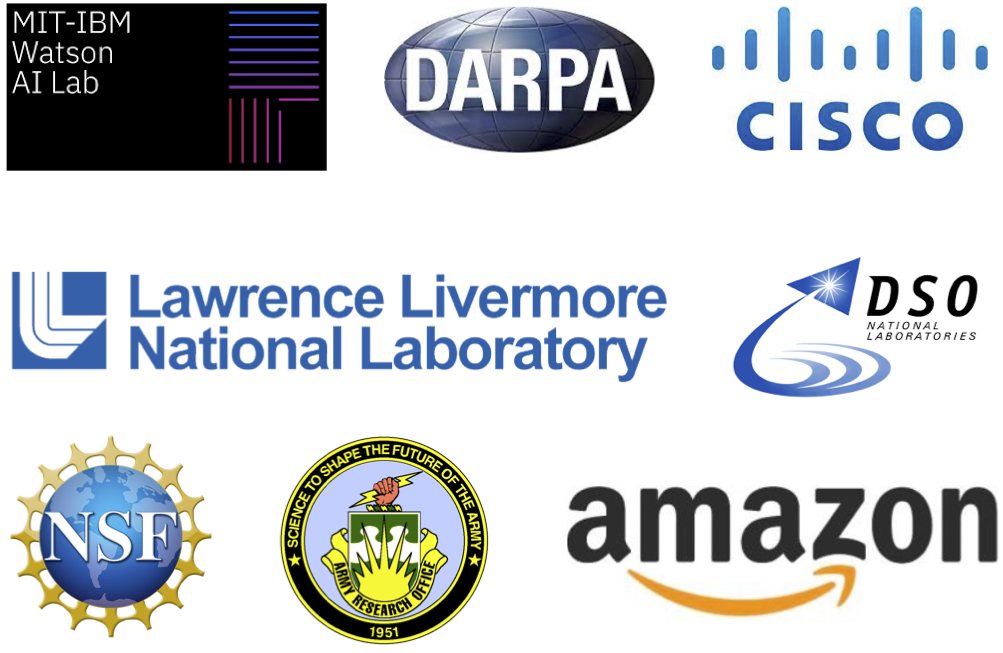 MIT-IBM
Watson
AI Lab
DARPA
CISCO
Lawrence Livermore
National Laboratory
DSO
NATIONAL
LABORATORIES
NSF
SCIENCE TO SHAPE THE FUTURE OF THE ARMY
ARMY RESEARCH OFFICE
1951
amazon